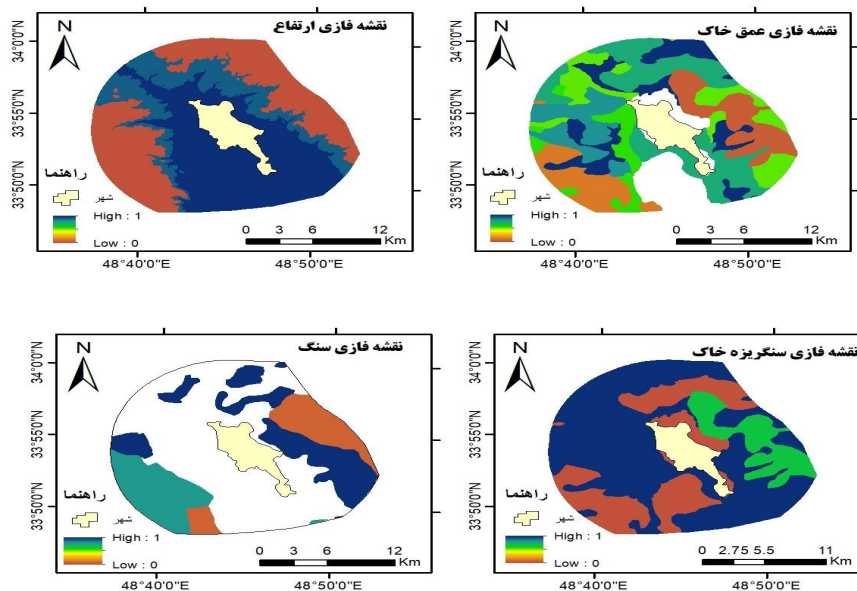 نقشه فازی ارتفاع
N
34°0'0"N
33°55'0"N
33°50'0"N
راهنما
شهر
High : 1
Low : 0
0 3 6 12
Km
48°40'0"E 48°50'0"E
نقشه فازی عمق خاک
N
34°0'0"N
33°55'0"N
33°50'0"N
راهنما
شهر
High : 1
Low : 0
0 3 6 12
Km
48°40'0"E 48°50'0"E
نقشه فازی سنگ
N
34°0'0"N
33°55'0"N
33°50'0"N
راهنما
شهر
High : 1
Low : 0
0 3 6 12
Km
48°40'0"E 48°50'0"E
نقشه فازی سنگریزه خاک
N
34°0'0"N
33°55'0"N
33°50'0"N
راهنما
شهر
High : 1
Low : 0
0 2.75 5.5 11
Km
48°40'0"E 48°50'0"E